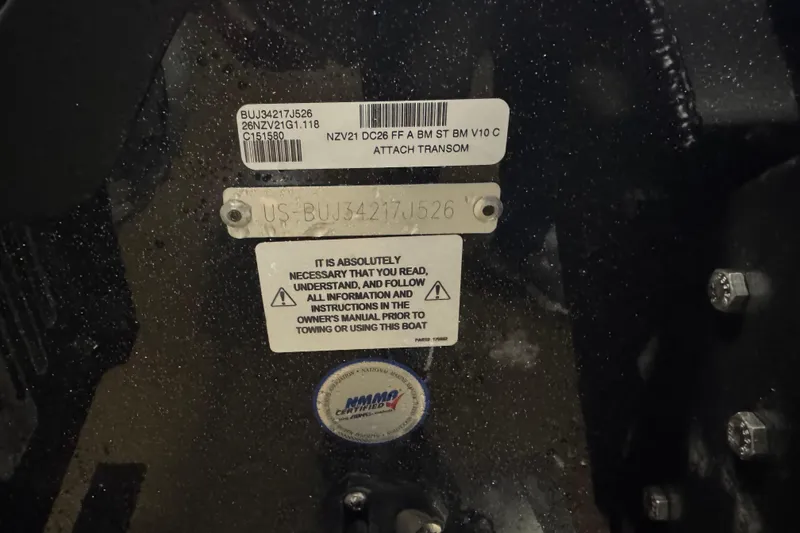 BUJ34217J526
26NZV21G1.118
C151580
NZV21 DC26 FF A BM ST BM V10 C
ATTACH TRANSOM
US-BUJ34217J526
IT IS ABSOLUTELY
NECESSARY THAT YOU READ,
UNDERSTAND, AND FOLLOW
ALL INFORMATION AND
INSTRUCTIONS IN THE
OWNER'S MANUAL PRIOR TO
TOWING OR USING THIS BOAT
NMMA
CERTIFIED